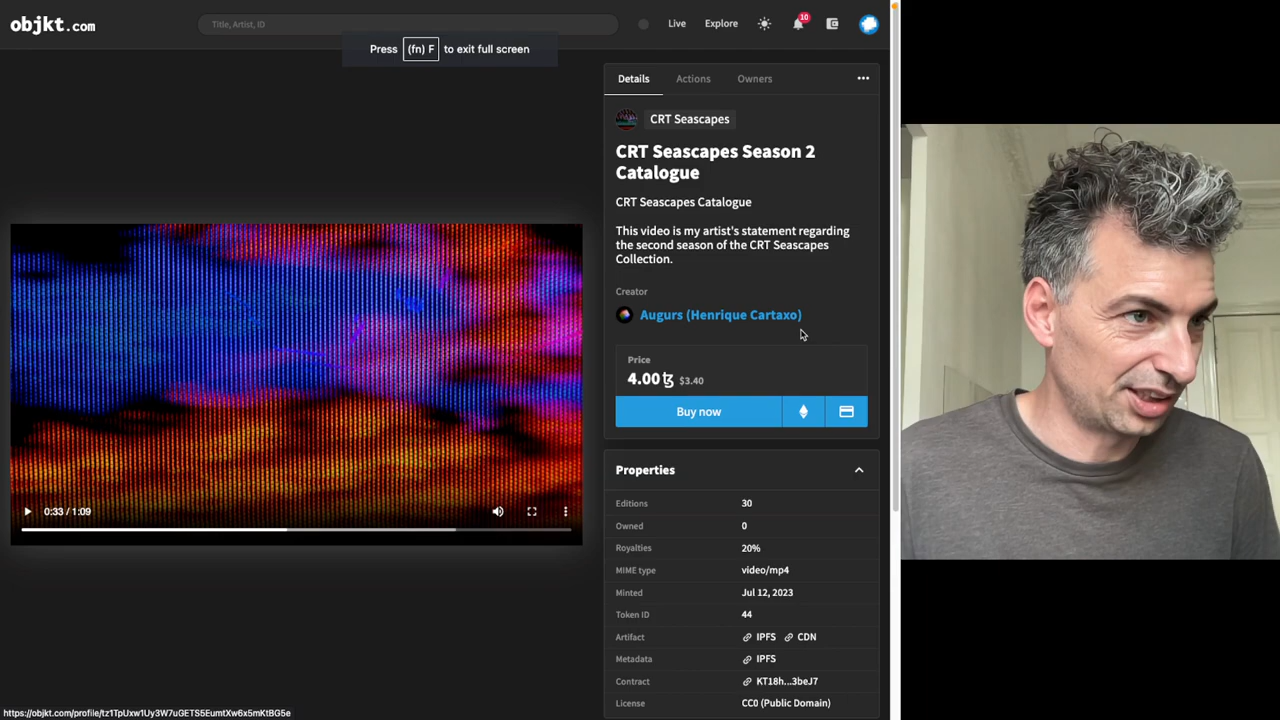 objkt.com
Title, Artist, ID
Live
Explore
10
Press (fn) F to exit full screen
Details
Actions
Owners
CRT Seascapes
CRT Seascapes Season 2
Catalogue
CRT Seascapes Catalogue
This video is my artist's statement regarding
the second season of the CRT Seascapes
Collection.
Creator
Augurs (Henrique Cartaxo)
Price
4.00 $3.40
Buy now
0:33 / 1:09
Properties
Editions 30
Owned 0
Royalties 20%
MIME type video/mp4
Minted Jul 12, 2023
Token ID 44
Artifact IPFS CDN
Metadata IPFS
Contract KT18h...3beJ7
License CC0 (Public Domain)
https://objkt.com/profile/tz1TpUxw1Uy3W7uGETS5EumtXw6x5mKtBG5e